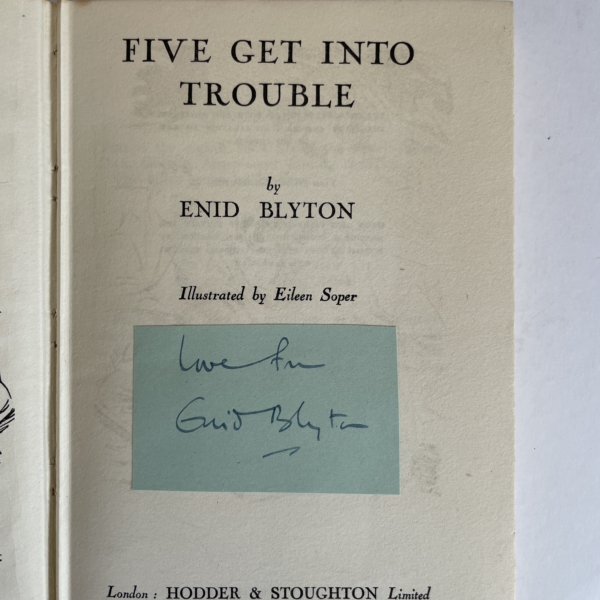 FIVE GET INTO
TROUBLE
by
ENID BLYTON
Illustrated by Eileen Soper
Love from
Enid Blyton
London : HODDER & STOUGHTON Limited